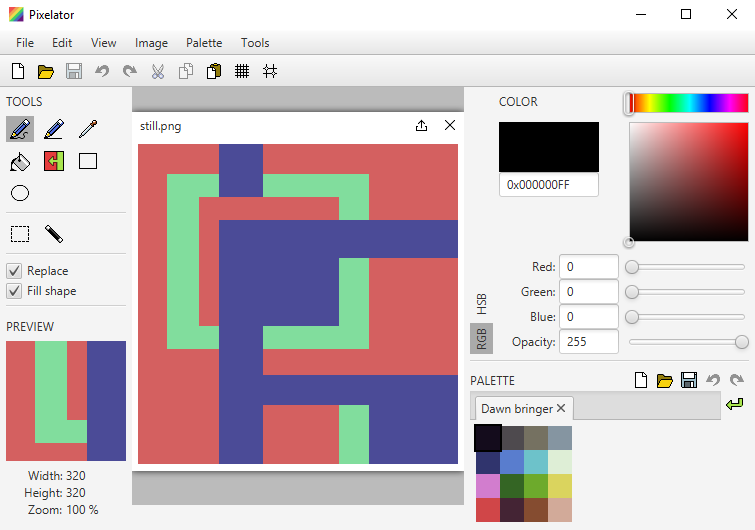 Pixelator
File Edit View Image Palette Tools
TOOLS
Replace
Fill shape
PREVIEW
Width: 320
Height: 320
Zoom: 100 %
still.png
COLOR
0x000000FF
HSB
RGB
Red: 0
Green: 0
Blue: 0
Opacity: 255
PALETTE
Dawn bringer